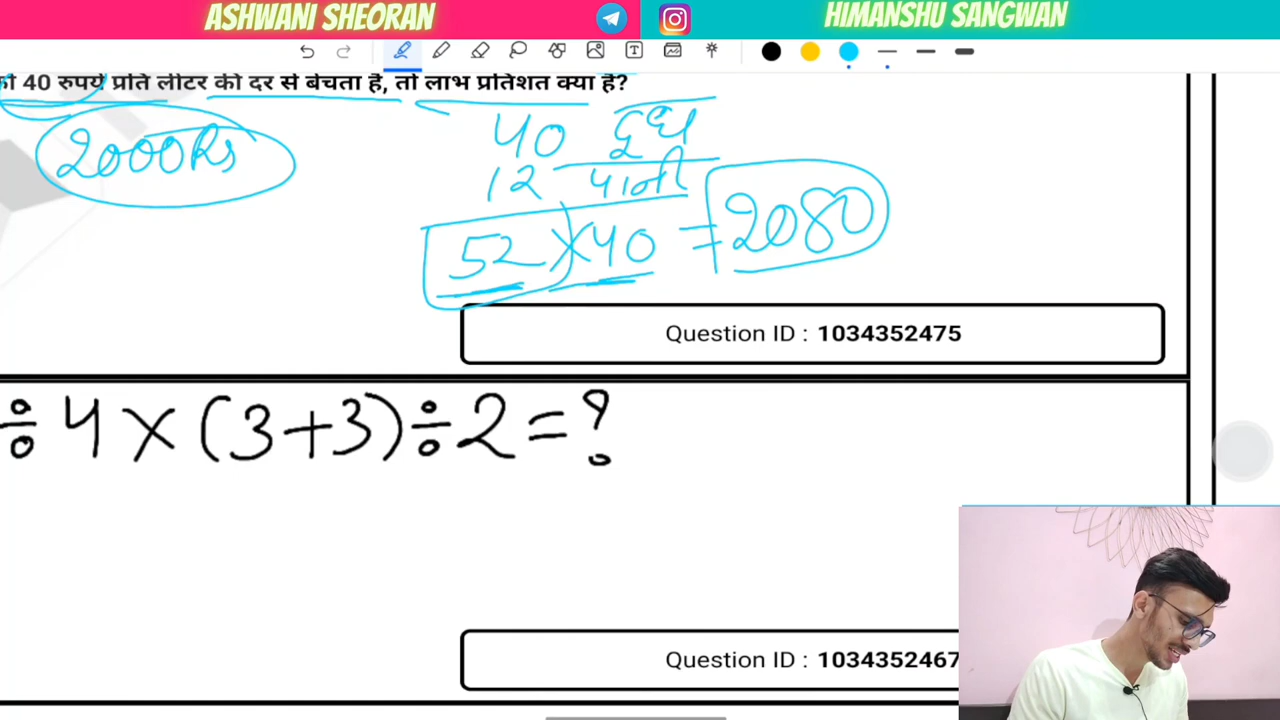 ASHWANI SHEORAN
HIMANSHU SANGWAN
40 रुपये प्रति लीटर की दर से बेचता है, तो लाभ प्रतिशत क्या है?
2000Rs
40 दूध
12 पानी
52 × 40 = 2080
Question ID : 1034352475
÷ 4 × (3+3) ÷ 2 = ?
Question ID : 1034352467